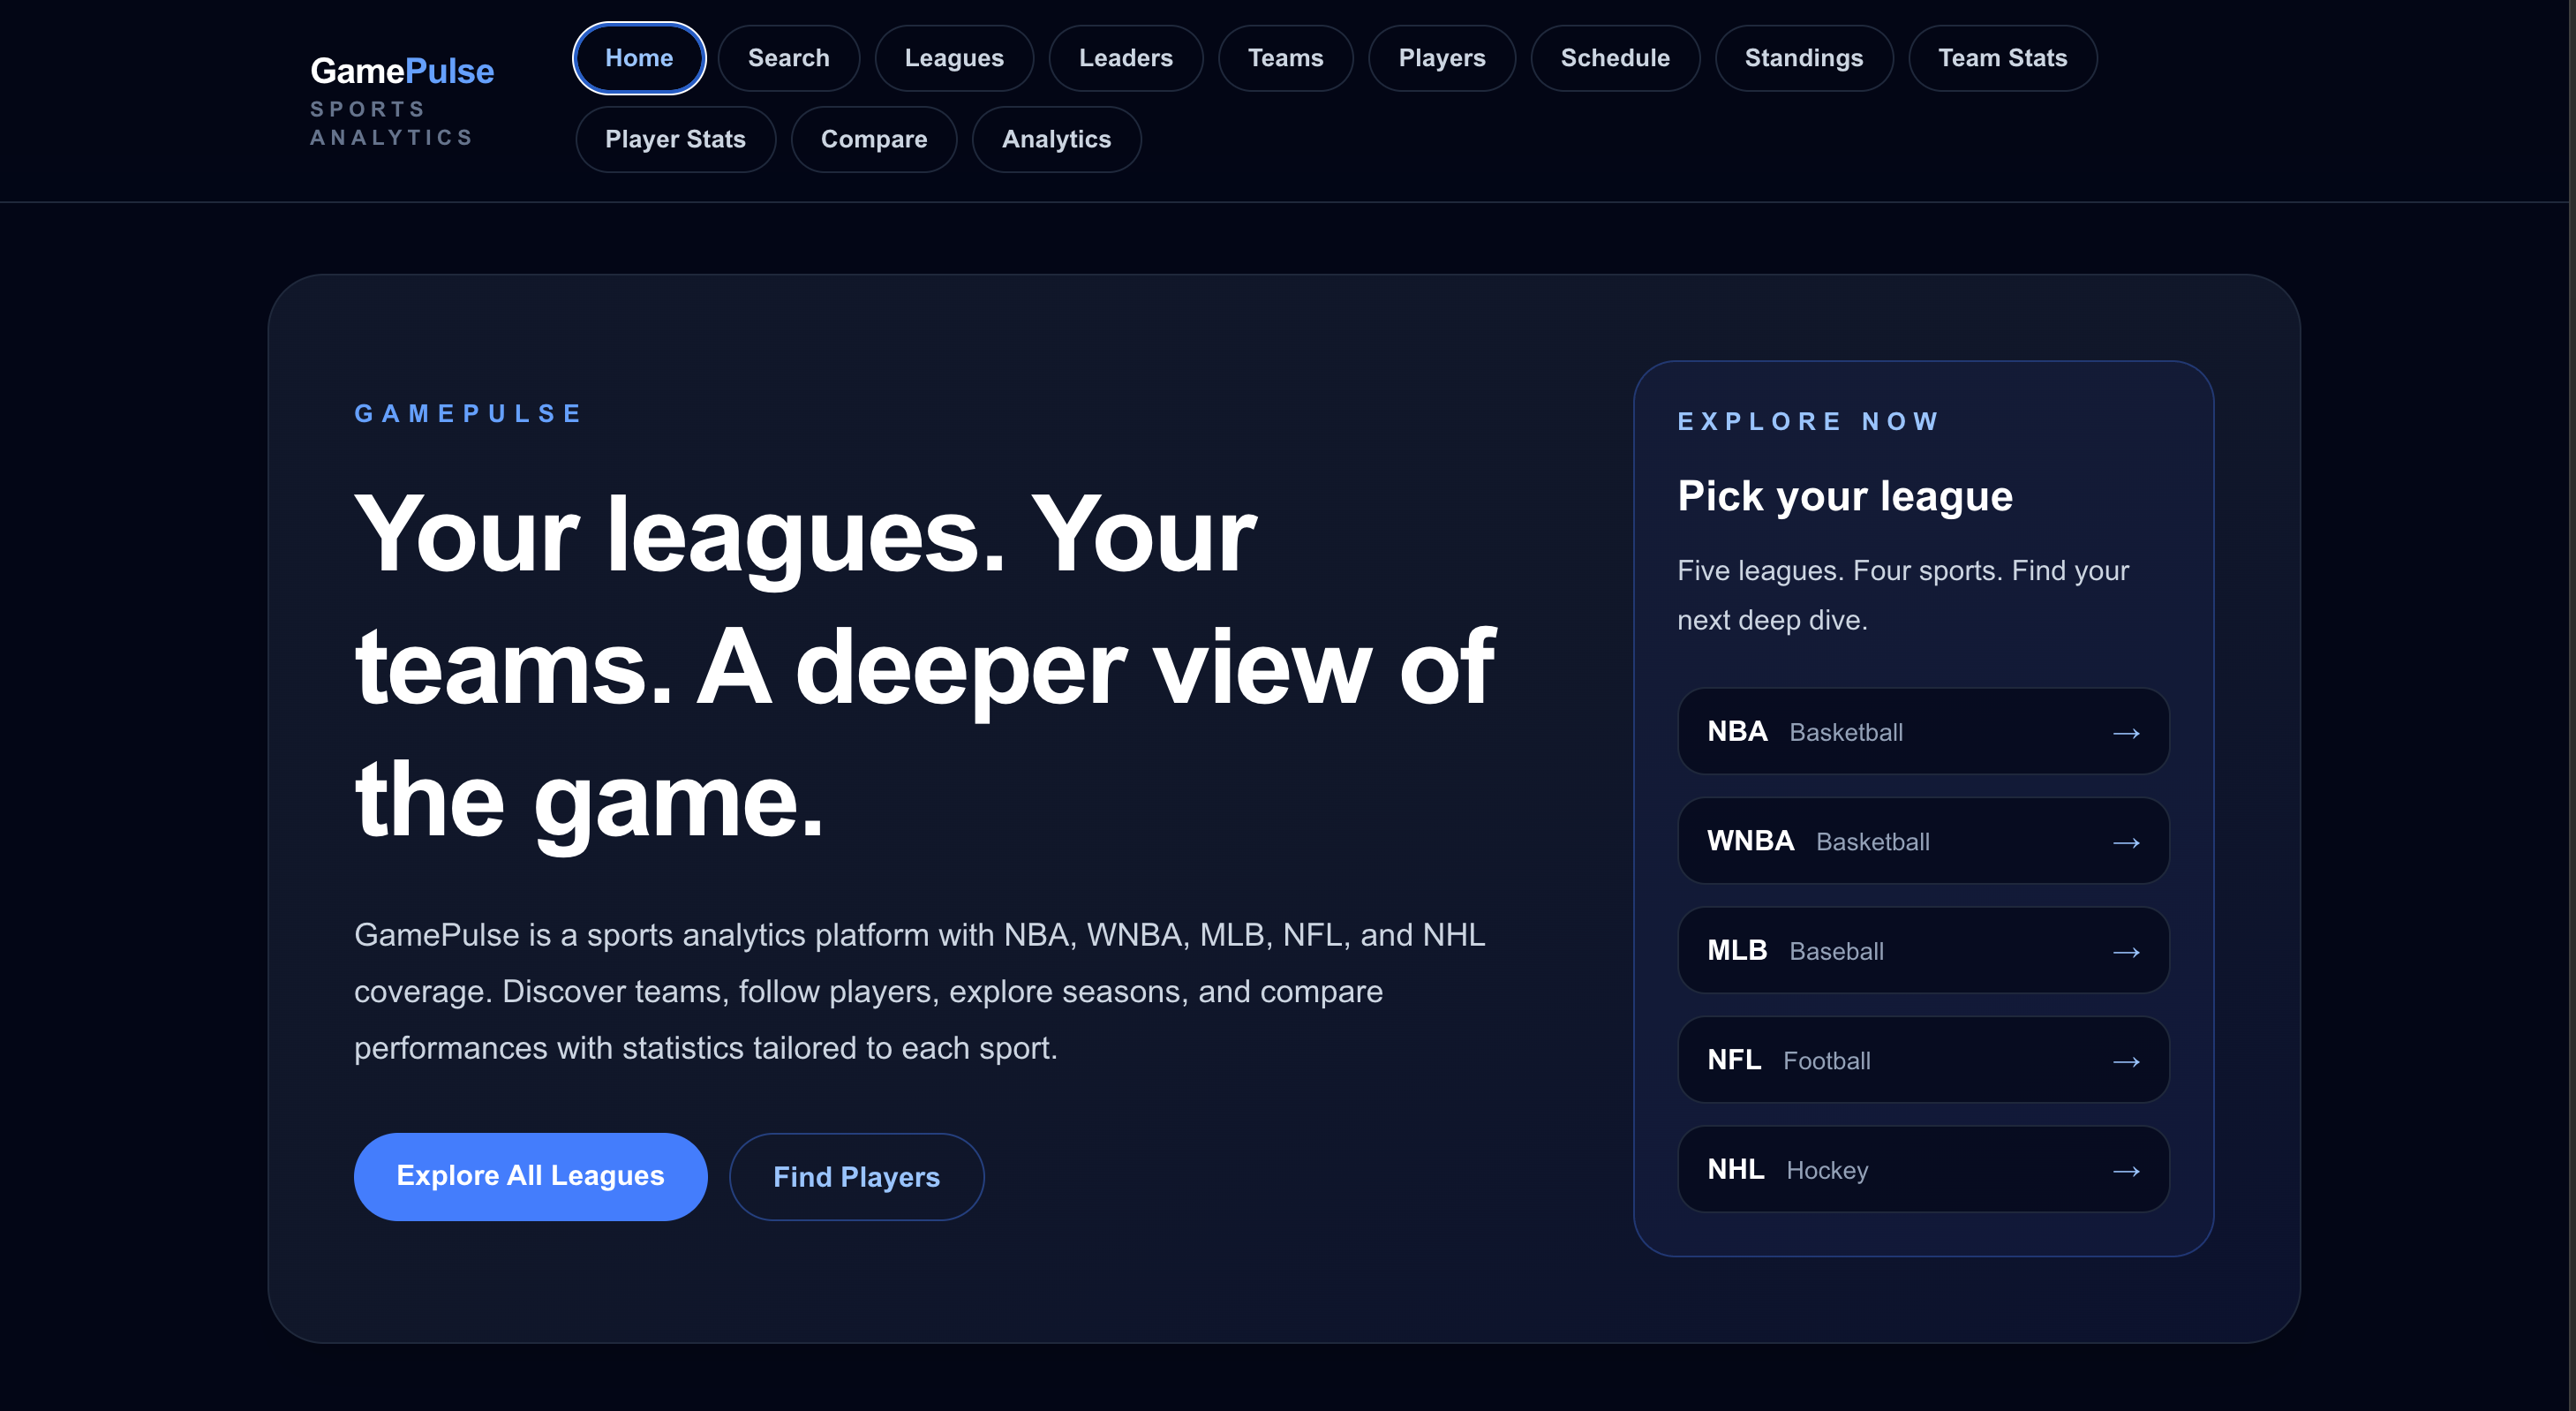 GamePulse
SPORTS
ANALYTICS
Home Search Leagues Leaders Teams Players Schedule Standings Team Stats
Player Stats Compare Analytics
GAMEPULSE
Your leagues. Your
teams. A deeper view of
the game.
GamePulse is a sports analytics platform with NBA, WNBA, MLB, NFL, and NHL
coverage. Discover teams, follow players, explore seasons, and compare
performances with statistics tailored to each sport.
Explore All Leagues Find Players
EXPLORE NOW
Pick your league
Five leagues. Four sports. Find your
next deep dive.
NBA Basketball →
WNBA Basketball →
MLB Baseball →
NFL Football →
NHL Hockey →